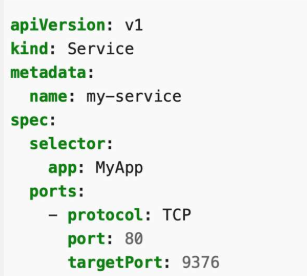 apiVersion: v1
kind: Service
metadata:
  name: my-service
spec:
  selector:
    app: MyApp
  ports:
    - protocol: TCP
      port: 80
      targetPort: 9376